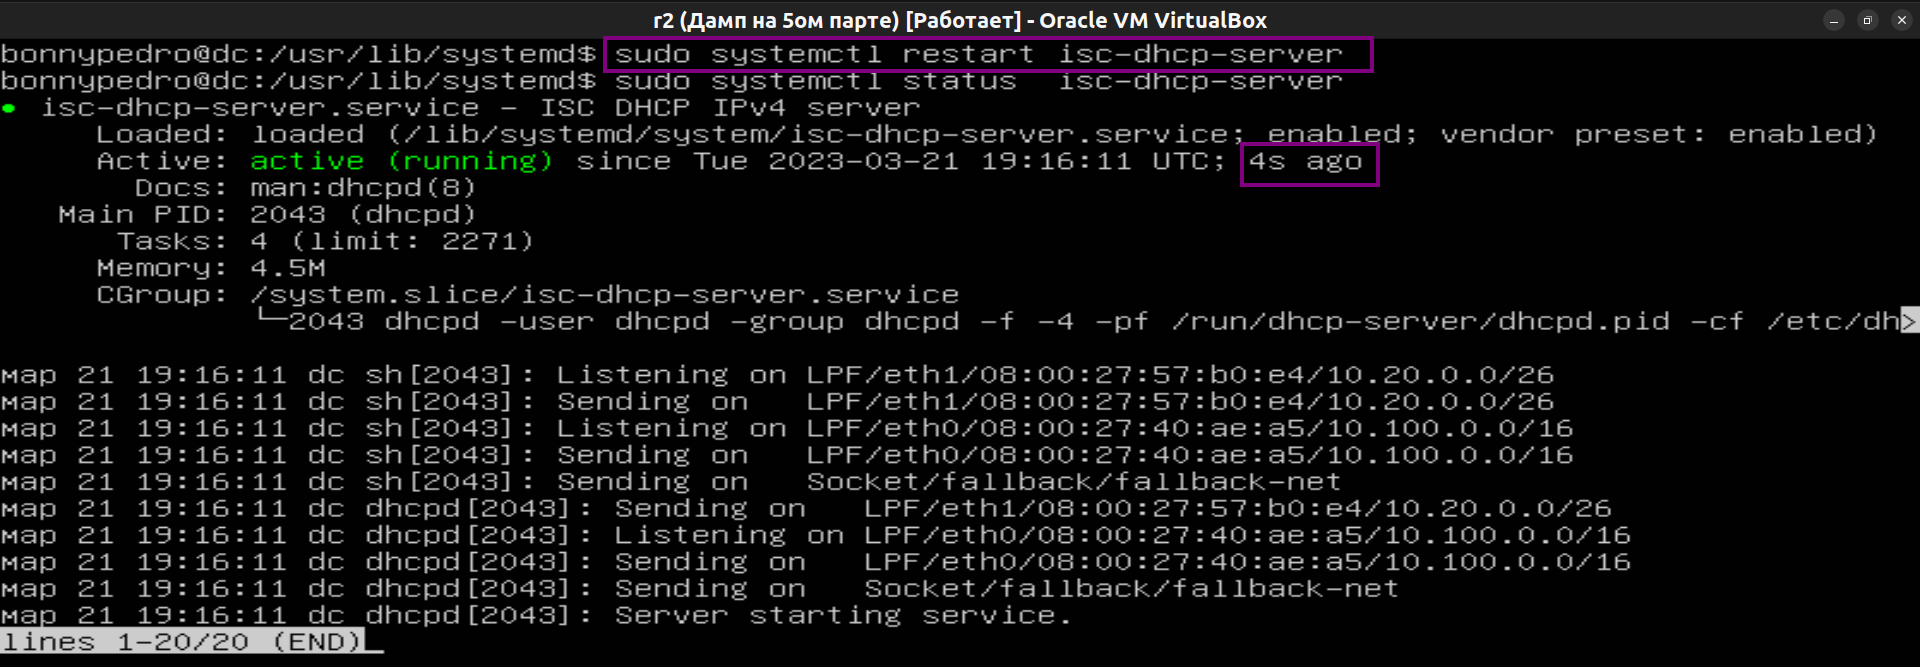 r2 (Дамп на 5ом парте) [Работает] - Oracle VM VirtualBox
bonnypedro@dc:/usr/lib/systemd$ sudo systemctl restart  isc-dhcp-server
bonnypedro@dc:/usr/lib/systemd$ sudo systemctl status  isc-dhcp-server
● isc-dhcp-server.service - ISC DHCP IPv4 server
Loaded: loaded (/lib/systemd/system/isc-dhcp-server.service; enabled; vendor preset: enabled)
Active: active (running) since Tue 2023-03-21 19:16:11 UTC; 4s ago
Docs: man:dhcpd(8)
Main PID: 2043 (dhcpd)
Tasks: 4 (limit: 2271)
Memory: 4.5M
CGroup: /system.slice/isc-dhcp-server.service
└─2043 dhcpd -user dhcpd -group dhcpd -f -4 -pf /run/dhcp-server/dhcpd.pid -cf /etc/dh>
мар 21 19:16:11 dc sh[2043]: Listening on LPF/eth1/08:00:27:57:b0:e4/10.20.0.0/26
мар 21 19:16:11 dc sh[2043]: Sending on   LPF/eth1/08:00:27:57:b0:e4/10.20.0.0/26
мар 21 19:16:11 dc sh[2043]: Listening on LPF/eth0/08:00:27:40:ae:a5/10.100.0.0/16
мар 21 19:16:11 dc sh[2043]: Sending on   LPF/eth0/08:00:27:40:ae:a5/10.100.0.0/16
мар 21 19:16:11 dc sh[2043]: Sending on   Socket/fallback/fallback-net
мар 21 19:16:11 dc dhcpd[2043]: Sending on   LPF/eth1/08:00:27:57:b0:e4/10.20.0.0/26
мар 21 19:16:11 dc dhcpd[2043]: Listening on LPF/eth0/08:00:27:40:ae:a5/10.100.0.0/16
мар 21 19:16:11 dc dhcpd[2043]: Sending on   LPF/eth0/08:00:27:40:ae:a5/10.100.0.0/16
мар 21 19:16:11 dc dhcpd[2043]: Sending on   Socket/fallback/fallback-net
мар 21 19:16:11 dc dhcpd[2043]: Server starting service.
lines 1-20/20 (END)